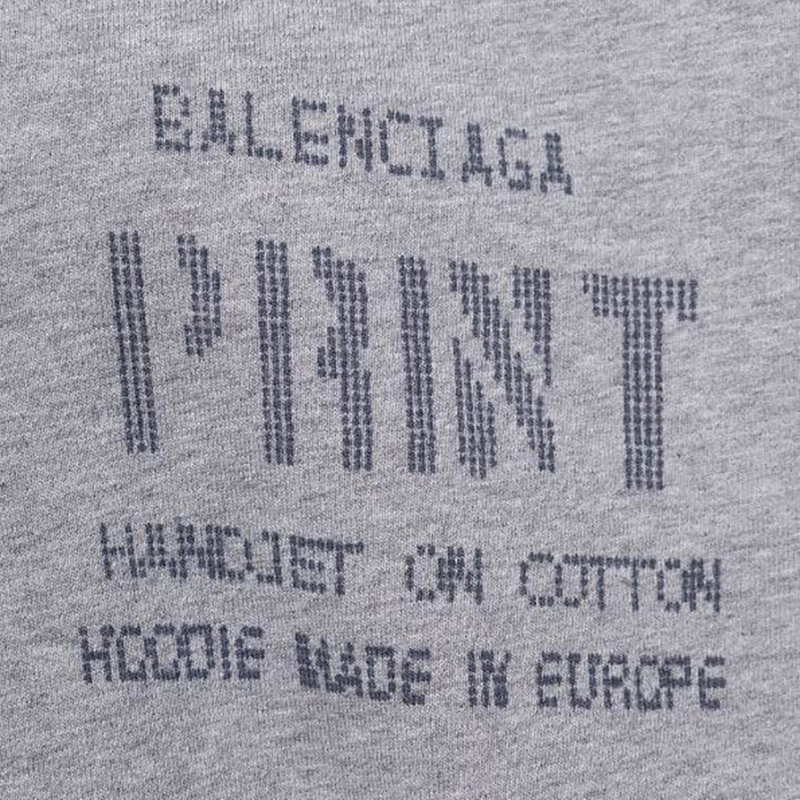 BALENCIAGA
PRINT
HANDJET ON COTTON
HOODIE MADE IN EUROPE